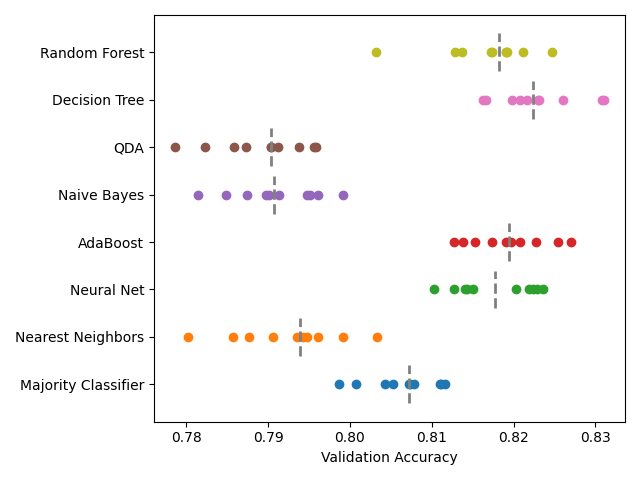 Random Forest
Decision Tree
QDA
Naive Bayes
AdaBoost
Neural Net
Nearest Neighbors
Majority Classifier
0.78 0.79 0.80 0.81 0.82 0.83
Validation Accuracy